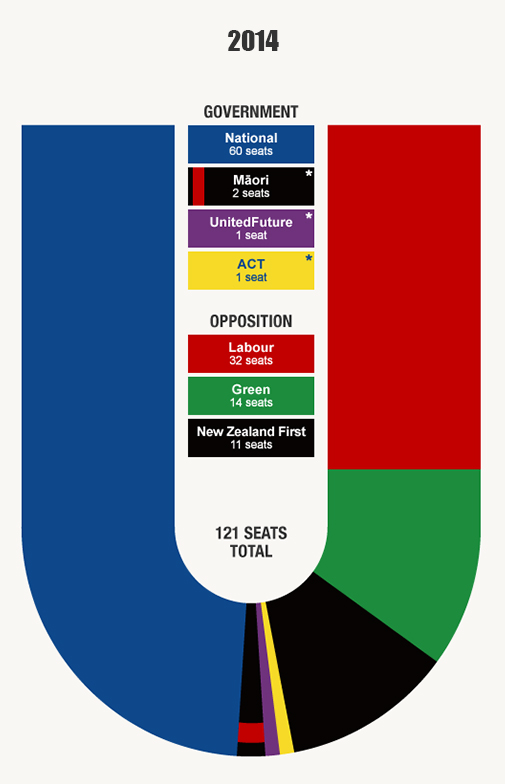 2014
GOVERNMENT
National
60 seats
Māori *
2 seats
UnitedFuture *
1 seat
ACT *
1 seat
OPPOSITION
Labour
32 seats
Green
14 seats
New Zealand First
11 seats
121 SEATS
TOTAL